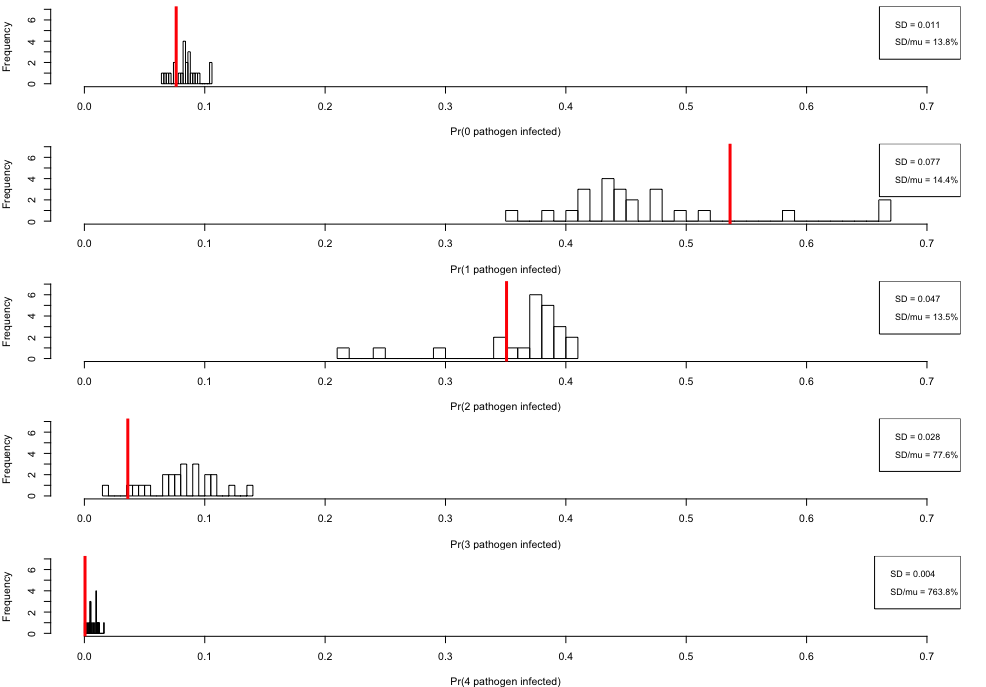 Frequency
0 2 4 6
SD = 0.011
SD/mu = 13.8%
0.0 0.1 0.2 0.3 0.4 0.5 0.6 0.7
Pr(0 pathogen infected)
Frequency
0 2 4 6
SD = 0.077
SD/mu = 14.4%
0.0 0.1 0.2 0.3 0.4 0.5 0.6 0.7
Pr(1 pathogen infected)
Frequency
0 2 4 6
SD = 0.047
SD/mu = 13.5%
0.0 0.1 0.2 0.3 0.4 0.5 0.6 0.7
Pr(2 pathogen infected)
Frequency
0 2 4 6
SD = 0.028
SD/mu = 77.6%
0.0 0.1 0.2 0.3 0.4 0.5 0.6 0.7
Pr(3 pathogen infected)
Frequency
0 2 4 6
SD = 0.004
SD/mu = 763.8%
0.0 0.1 0.2 0.3 0.4 0.5 0.6 0.7
Pr(4 pathogen infected)